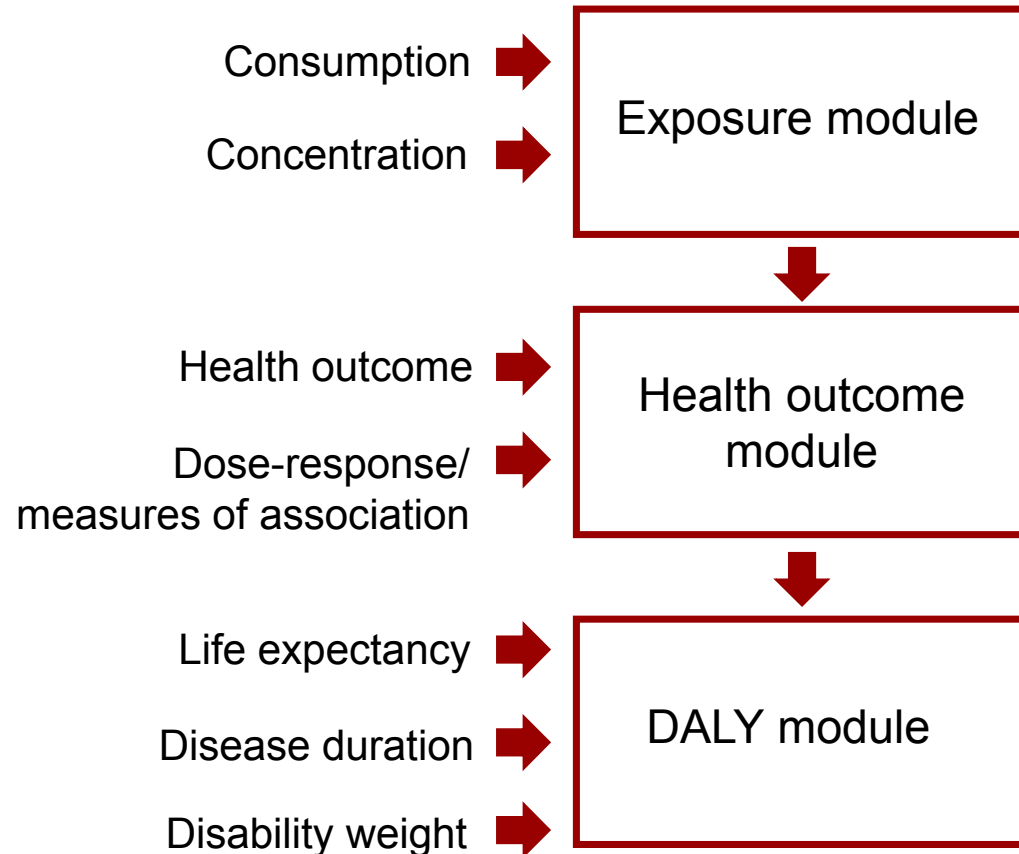 Consumption
Concentration
Exposure module
Health outcome
Dose-response/
measures of association
Health outcome
module
Life expectancy
Disease duration
Disability weight
DALY module